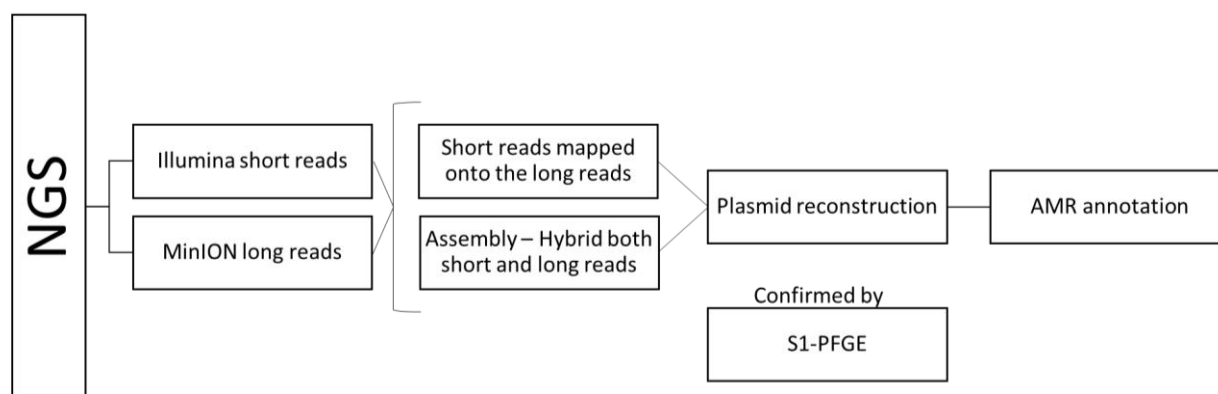 NGS
Illumina short reads
MinION long reads
Short reads mapped
onto the long reads
Assembly – Hybrid both
short and long reads
Plasmid reconstruction
AMR annotation
Confirmed by
S1-PFGE